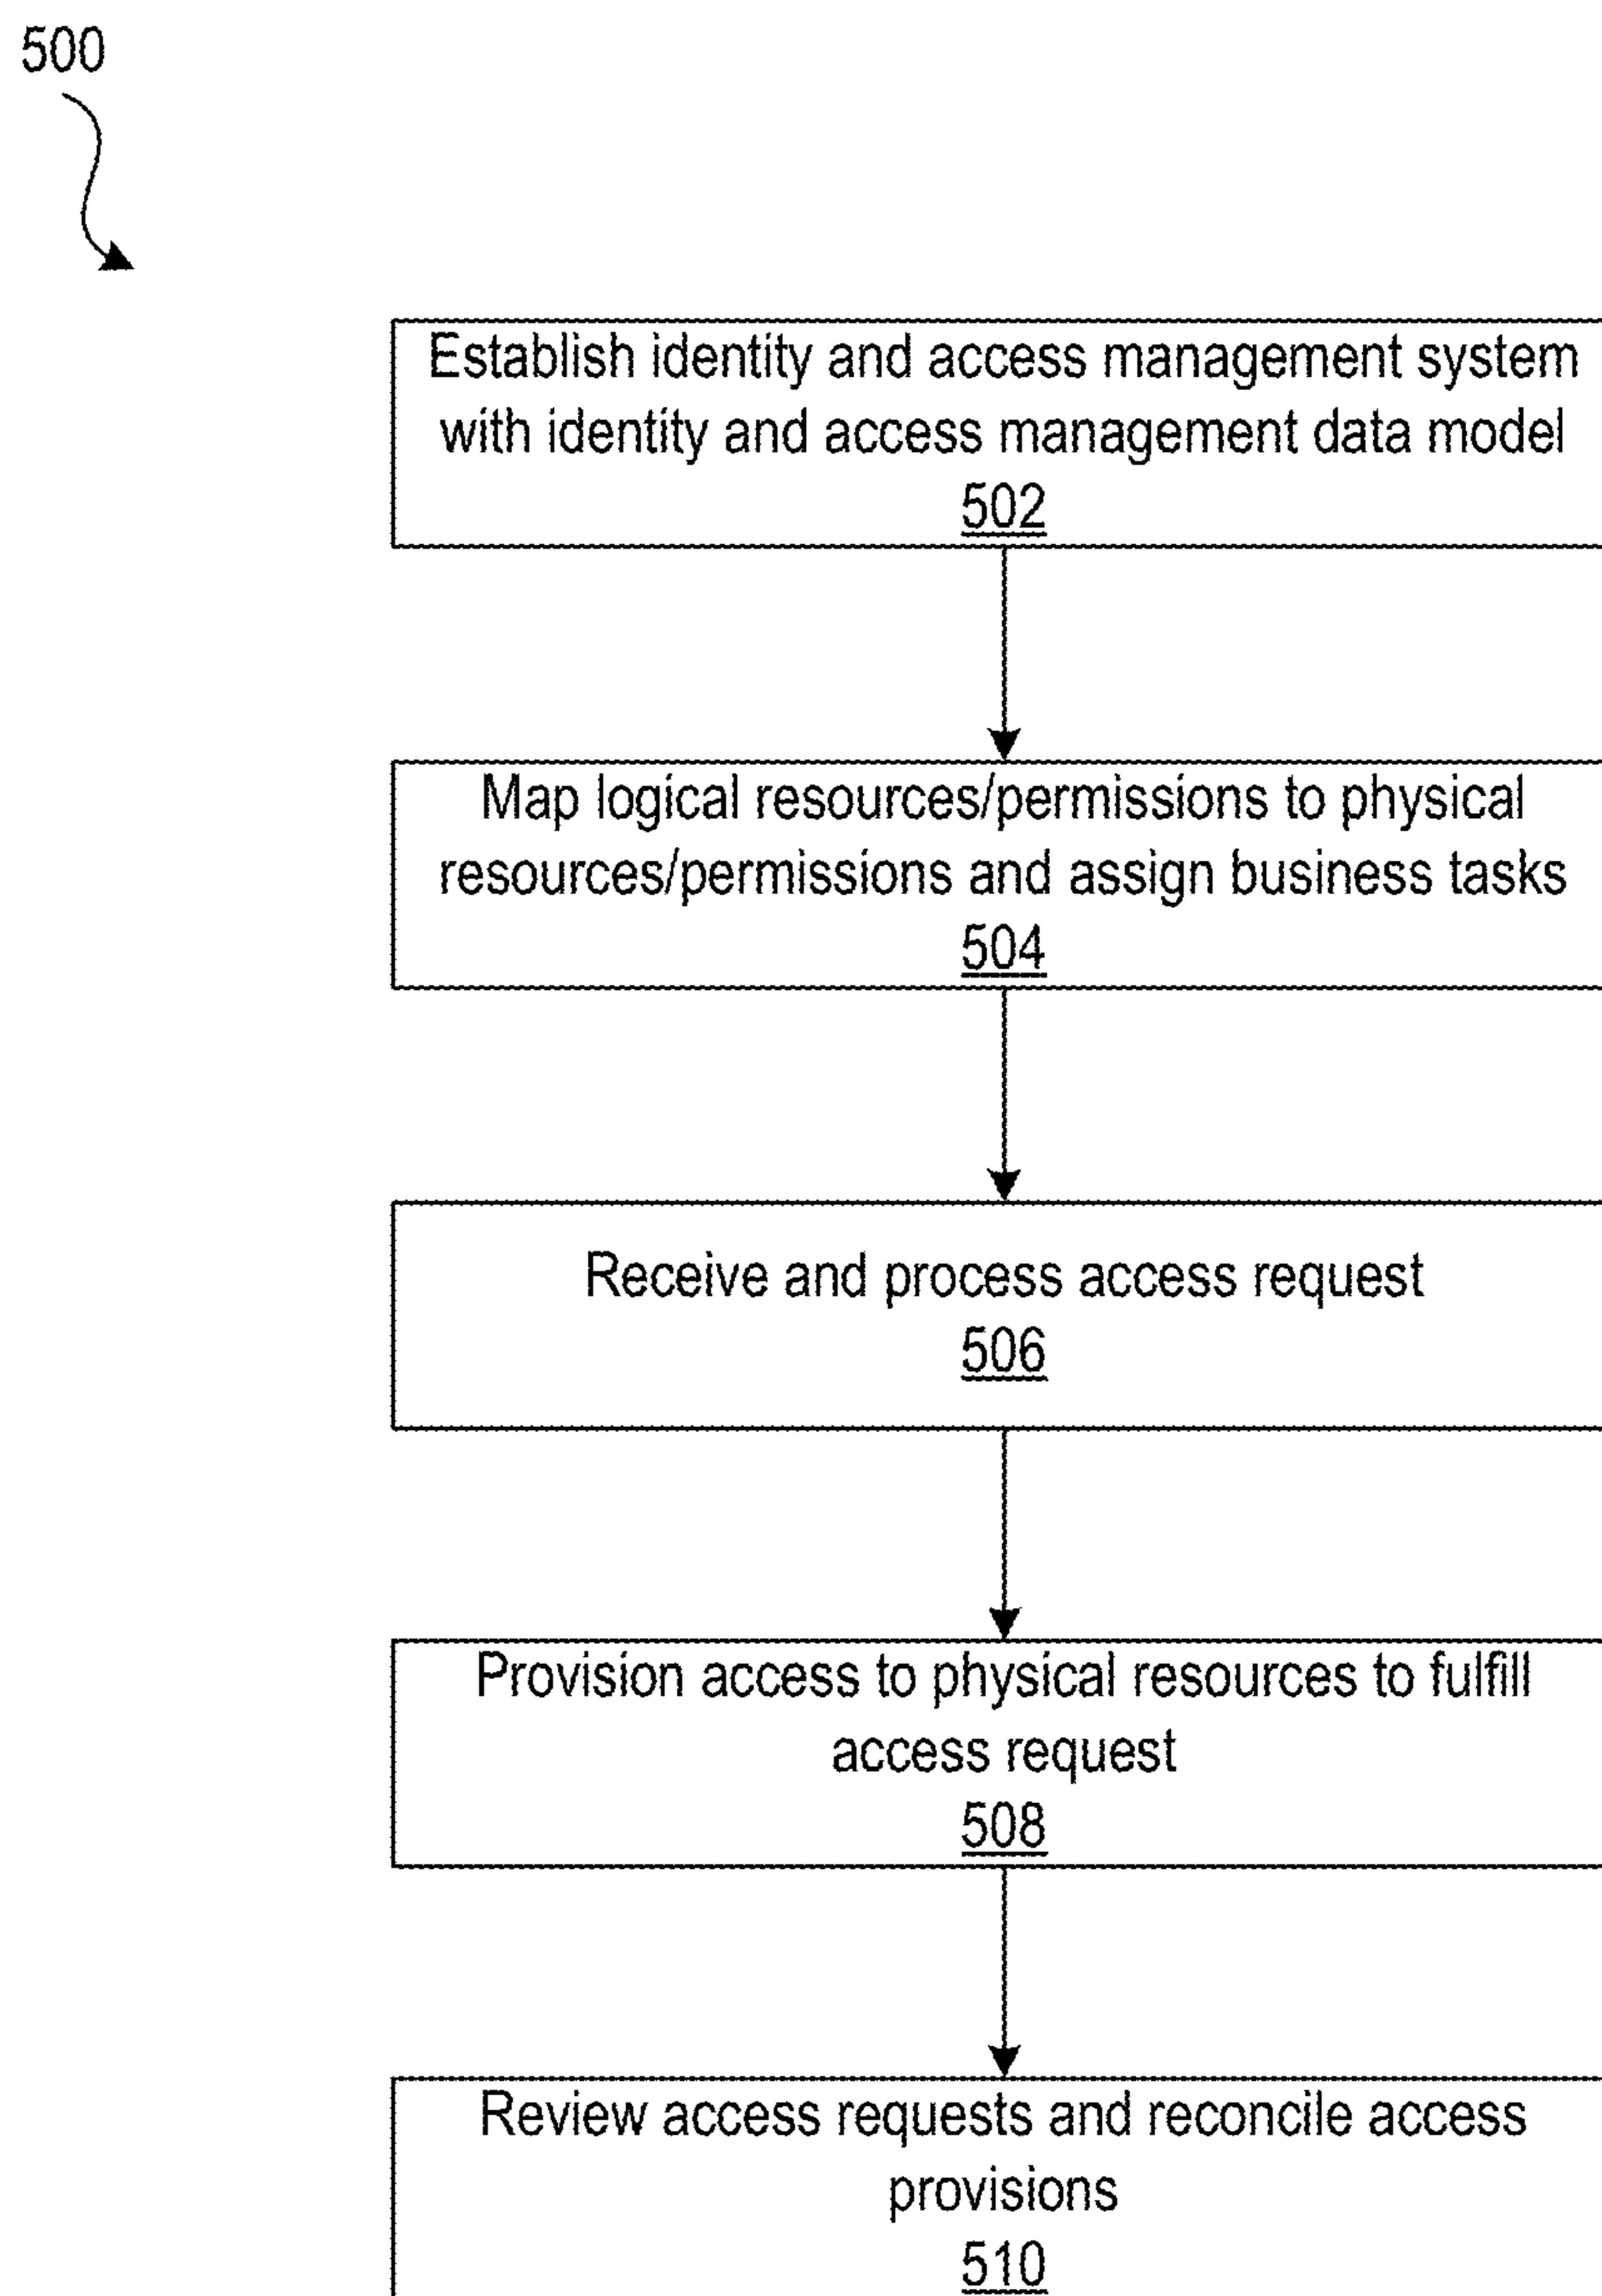 500
Establish identity and access management system
with identity and access management data model
502
Map logical resources/permissions to physical
resources/permissions and assign business tasks
504
Receive and process access request
506
Provision access to physical resources to fulfill
access request
508
Review access requests and reconcile access
provisions
510